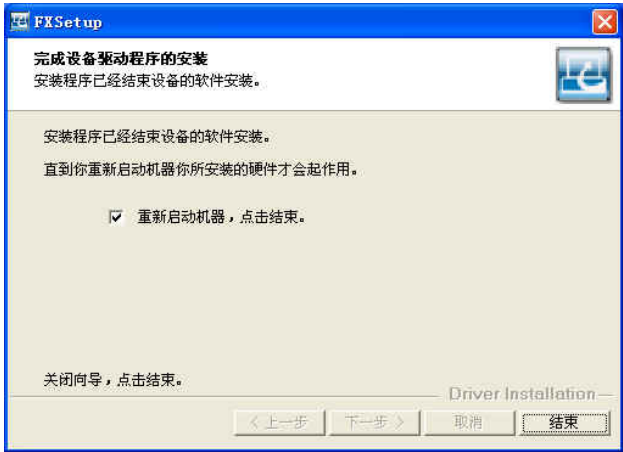 FXSetup
完成设备驱动程序的安装
安装程序已经结束设备的软件安装。
安装程序已经结束设备的软件安装。
直到你重新启动机器你所安装的硬件才会起作用。
重新启动机器，点击结束。
关闭向导，点击结束。
Driver Installation
< 上一步 下一步 > 取消 结束